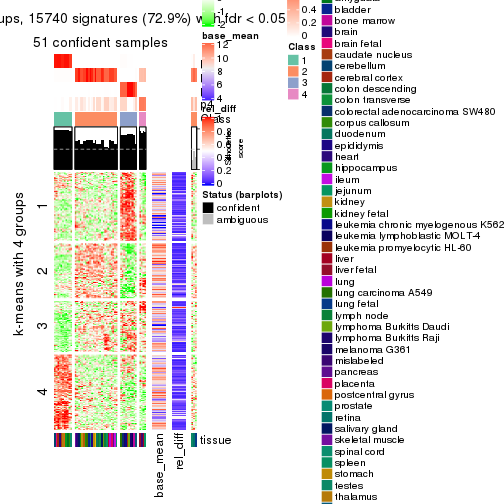 ups, 15740 signatures (72.9%) with fdr < 0.05
51 confident samples
k-means with 4 groups
1
2
3
4
base_mean
rel_diff
tissue
2
base_mean
12
10
8
6
4
rel_diff
0.8
0.6
0.4
0.2
0
Silhouette
score
Status (barplots)
confident
ambiguous
0.4
0.2
0
Class
1
2
3
4
bladder
bone marrow
brain
brain fetal
caudate nucleus
cerebellum
cerebral cortex
colon descending
colon transverse
colorectal adenocarcinoma SW480
corpus callosum
duodenum
epididymis
heart
hippocampus
ileum
jejunum
kidney
kidney fetal
leukemia chronic myelogenous K562
leukemia lymphoblastic MOLT-4
leukemia promyelocytic HL-60
liver
liver fetal
lung
lung carcinoma A549
lung fetal
lymph node
lymphoma Burkitts Daudi
lymphoma Burkitts Raji
melanoma G361
mislabeled
pancreas
placenta
postcentral gyrus
prostate
retina
salivary gland
skeletal muscle
spinal cord
spleen
stomach
testes
thalamus